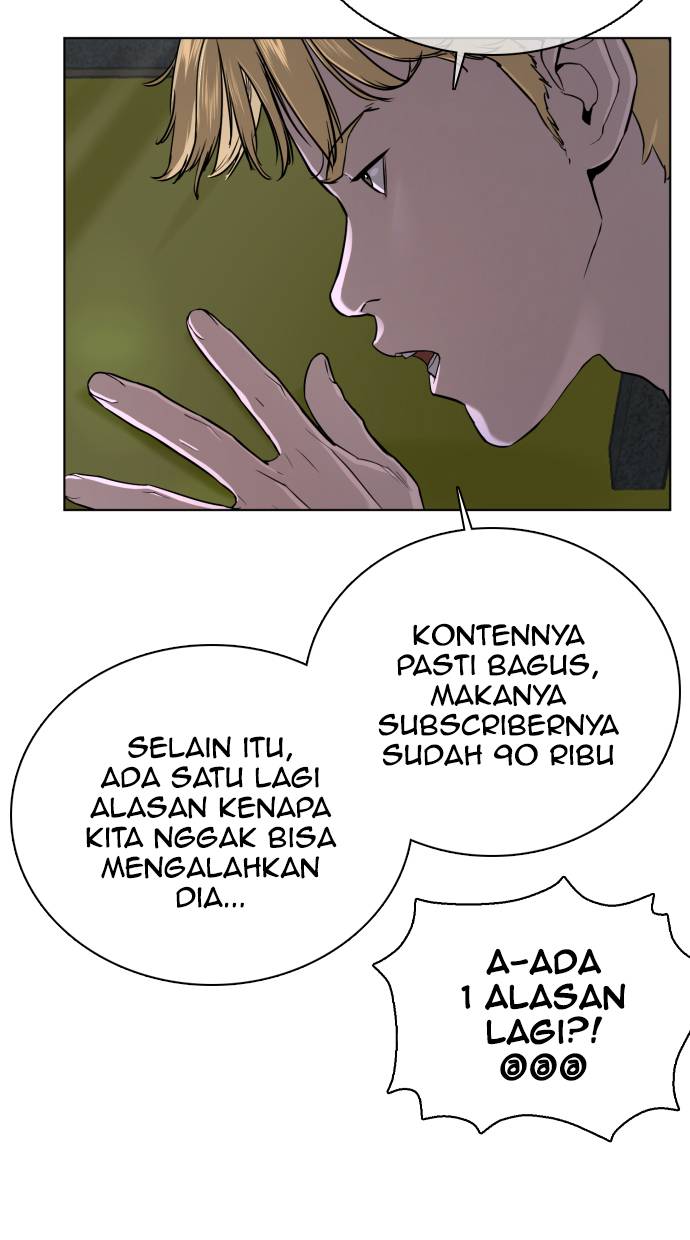 KONTENNYA
PASTI BAGUS,
MAKANYA
SUBSCRIBERNYA
SUDAH 90 RIBU
SELAIN ITU,
ADA SATU LAGI
ALASAN KENAPA
KITA NGGAK BISA
MENGALAHKAN
DIA...
A-ADA
1 ALASAN
LAGI?!
@@@